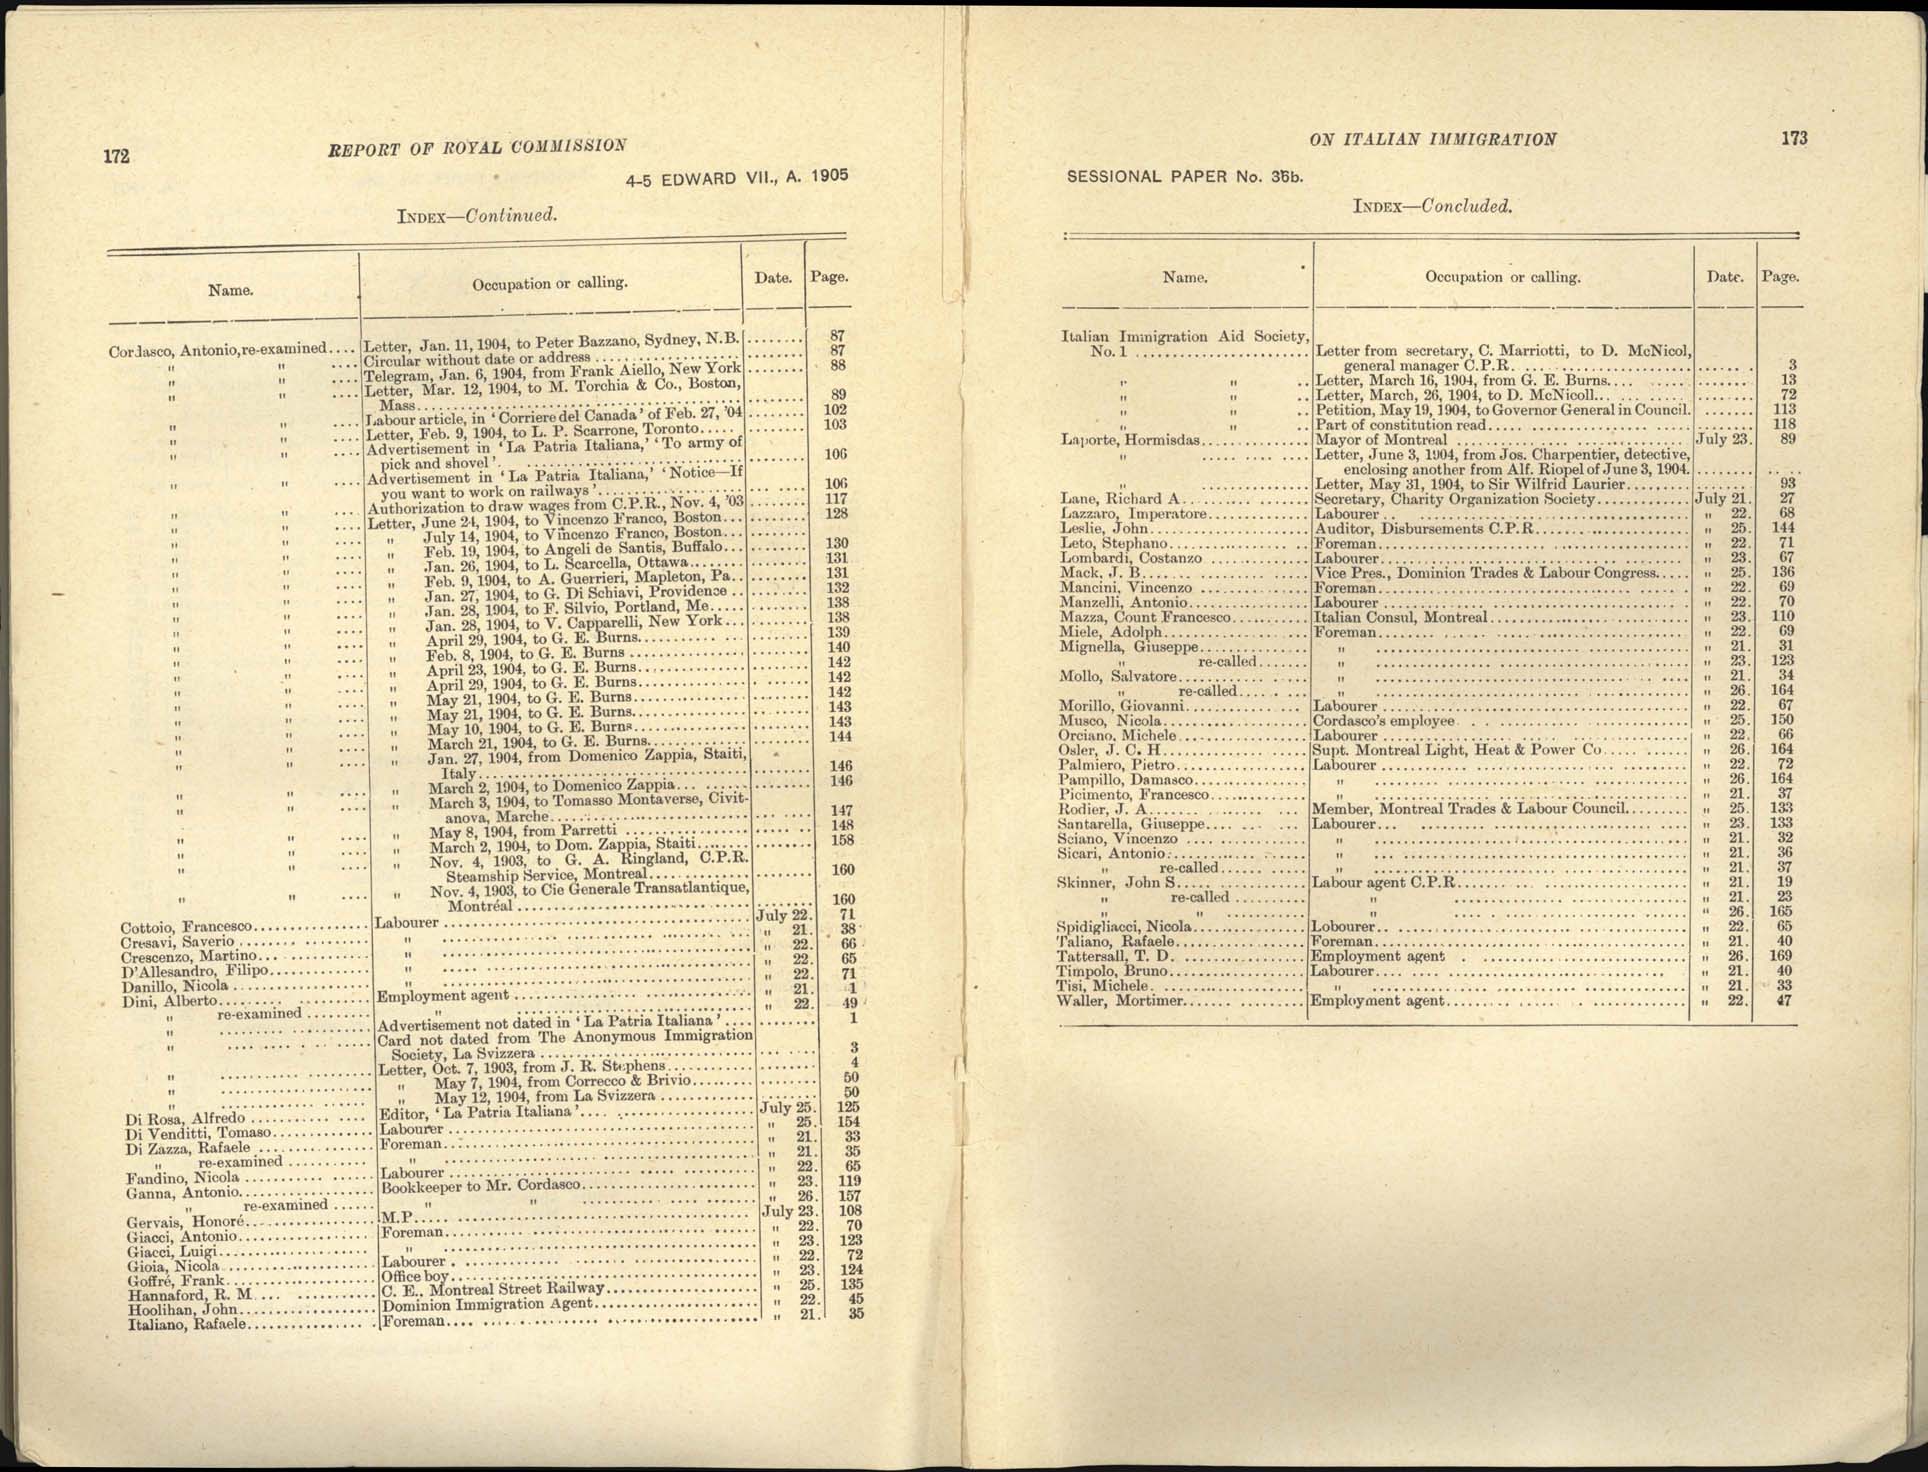 172
REPORT OF ROYAL COMMISSION
4-5 EDWARD VII., A. 1905
INDEX—Continued.
Name. Occupation or calling. Date. Page.
Cordasco, Antonio, re-examined.... Letter, Jan. 11, 1904, to Peter Bazzano, Sydney, N.B. 87
" " Circular without date or address 87
" " Telegram, Jan. 6, 1904, from Frank Aiello, New York 88
" " Letter, Mar. 12, 1904, to M. Torchia & Co., Boston,
Mass 89
" " Labour article, in ‘Corriere del Canada’ of Feb. 27, ’04 102
" " Letter, Feb. 9, 1904, to L. P. Scarrone, Toronto 103
" " Advertisement in ‘La Patria Italiana,’ ‘To army of
pick and shovel’ 106
" " Advertisement in ‘La Patria Italiana,’ ‘Notice—If
you want to work on railways’ 106
" " Authorization to draw wages from C.P.R., Nov. 4, ’03 117
" " Letter, June 24, 1904, to Vincenzo Franco, Boston 128
" " " July 14, 1904, to Vincenzo Franco, Boston
" " " Feb. 19, 1904, to Angeli de Santis, Buffalo 130
" " " Jan. 26, 1904, to L. Scarcella, Ottawa 131
" " " Feb. 9, 1904, to A. Guerrieri, Mapleton, Pa 131
" " " Jan. 27, 1904, to G. Di Schiavi, Providence 132
" " " Jan. 28, 1904, to F. Silvio, Portland, Me 138
" " " Jan. 28, 1904, to V. Capparelli, New York 138
" " " April 29, 1904, to G. E. Burns 139
" " " Feb. 8, 1904, to G. E. Burns 140
" " " April 23, 1904, to G. E. Burns 142
" " " April 29, 1904, to G. E. Burns 142
" " " May 21, 1904, to G. E. Burns 142
" " " May 21, 1904, to G. E. Burns 143
" " " May 10, 1904, to G. E. Burns 143
" " " March 21, 1904, to G. E. Burns 144
" " " Jan. 27, 1904, from Domenico Zappia, Staiti,
Italy 146
" " " March 2, 1904, to Domenico Zappia 146
" " " March 3, 1904, to Tomasso Montaverse, Civit-
anova, Marche 147
" " " May 8, 1904, from Parretti 148
" " " March 2, 1904, to Dom. Zappia, Staiti 158
" " " Nov. 4, 1903, to G. A. Ringland, C.P.R.
Steamship Service, Montreal 160
" " " Nov. 4, 1903, to Cie Generale Transatlantique,
Montréal 160
Cottoio, Francesco Labourer July 22. 71
Cresavi, Saverio " " 21. 38
Crescenzo, Martino " " 22. 66
D’Allesandro, Filipo " " 22. 65
Danillo, Nicola " " 22. 71
Dini, Alberto Employment agent " 21. 1
" re-examined " " 22. 49
" Advertisement not dated in ‘La Patria Italiana’ 1
" Card not dated from The Anonymous Immigration
Society, La Svizzera 3
" Letter, Oct. 7, 1903, from J. R. Stephens 4
" " May 7, 1904, from Correcco & Brivio 50
" " May 12, 1904, from La Svizzera 50
Di Rosa, Alfredo Editor, ‘La Patria Italiana’ July 25. 125
Di Venditti, Tomaso Labourer " 25. 154
Di Zazza, Rafaele Foreman " 21. 33
" re-examined " " 21. 35
Fandino, Nicola Labourer " 22. 65
Ganna, Antonio Bookkeeper to Mr. Cordasco " 23. 119
" re-examined " " " 26. 157
Gervais, Honoré M.P. July 23. 108
Giacci, Antonio Foreman " 22. 70
Giacci, Luigi " " 23. 123
Gioia, Nicola Labourer " 22. 72
Goffré, Frank Office boy " 23. 124
Hannaford, R. M. C. E., Montreal Street Railway " 25. 135
Hoolihan, John Dominion Immigration Agent " 22. 45
Italiano, Rafaele Foreman " 21. 35
ON ITALIAN IMMIGRATION
173
SESSIONAL PAPER No. 36b.
INDEX—Concluded.
Name. Occupation or calling. Date. Page.
Italian Immigration Aid Society,
No. 1 Letter from secretary, C. Marriotti, to D. McNicol,
general manager C.P.R. 3
" " Letter, March 16, 1904, from G. E. Burns 13
" " Letter, March, 26, 1904, to D. McNicoll 72
" " Petition, May 19, 1904, to Governor General in Council. 113
" " Part of constitution read 118
Laporte, Hormisdas Mayor of Montreal July 23. 89
" Letter, June 3, 1904, from Jos. Charpentier, detective,
enclosing another from Alf. Riopel of June 3, 1904.
" Letter, May 31, 1904, to Sir Wilfrid Laurier 93
Lane, Richard A. Secretary, Charity Organization Society July 21. 27
Lazzaro, Imperatore Labourer " 22. 68
Leslie, John Auditor, Disbursements C.P.R. " 25. 144
Leto, Stephano Foreman " 22. 71
Lombardi, Costanzo Labourer " 23. 67
Mack, J. B. Vice Pres., Dominion Trades & Labour Congress " 25. 136
Mancini, Vincenzo Foreman " 22. 69
Manzelli, Antonio Labourer " 22. 70
Mazza, Count Francesco Italian Consul, Montreal " 23. 110
Miele, Adolph Foreman " 22. 69
Mignella, Giuseppe " " 21. 31
" re-called " " 23. 123
Mollo, Salvatore " " 21. 34
" re-called " " 26. 164
Morillo, Giovanni Labourer " 22. 67
Musco, Nicola Cordasco’s employee " 25. 150
Orciano, Michele Labourer " 22. 66
Osler, J. C. H. Supt. Montreal Light, Heat & Power Co " 26. 164
Palmiero, Pietro Labourer " 22. 72
Pampillo, Damasco " " 26. 164
Picimento, Francesco " " 21. 37
Rodier, J. A. Member, Montreal Trades & Labour Council " 25. 133
Santarella, Giuseppe Labourer " 23. 133
Sciano, Vincenzo " " 21. 32
Sicari, Antonio " " 21. 36
" re-called " " 21. 37
Skinner, John S. Labour agent C.P.R. " 21. 19
" re-called " " 21. 23
" " " " 26. 165
Spidigliacci, Nicola Lobourer " 22. 65
Taliano, Rafaele Foreman " 21. 40
Tattersall, T. D. Employment agent " 26. 169
Timpolo, Bruno Labourer " 21. 40
Tisi, Michele " " 21. 33
Waller, Mortimer Employment agent " 22. 47